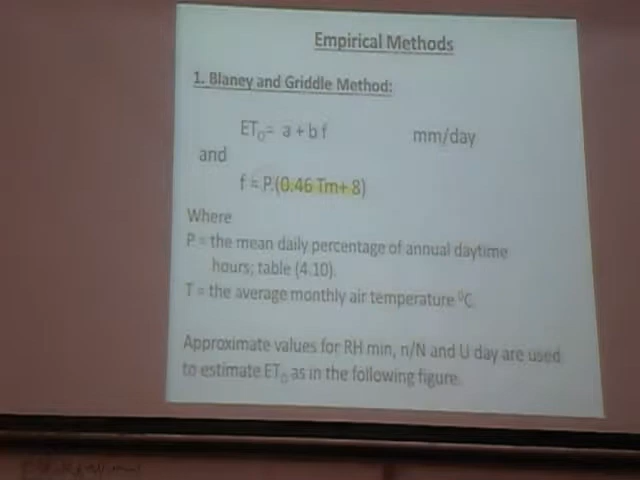 Empirical Methods
1. Blaney and Griddle Method:
ET₀= a + b f mm/day
and
f = P.(0.46 Tm+ 8)
Where
P = the mean daily percentage of annual daytime
hours; table (4.10).
T = the average monthly air temperature ⁰C
Approximate values for RH min, n/N and U day are used
to estimate ET₀ as in the following figure.